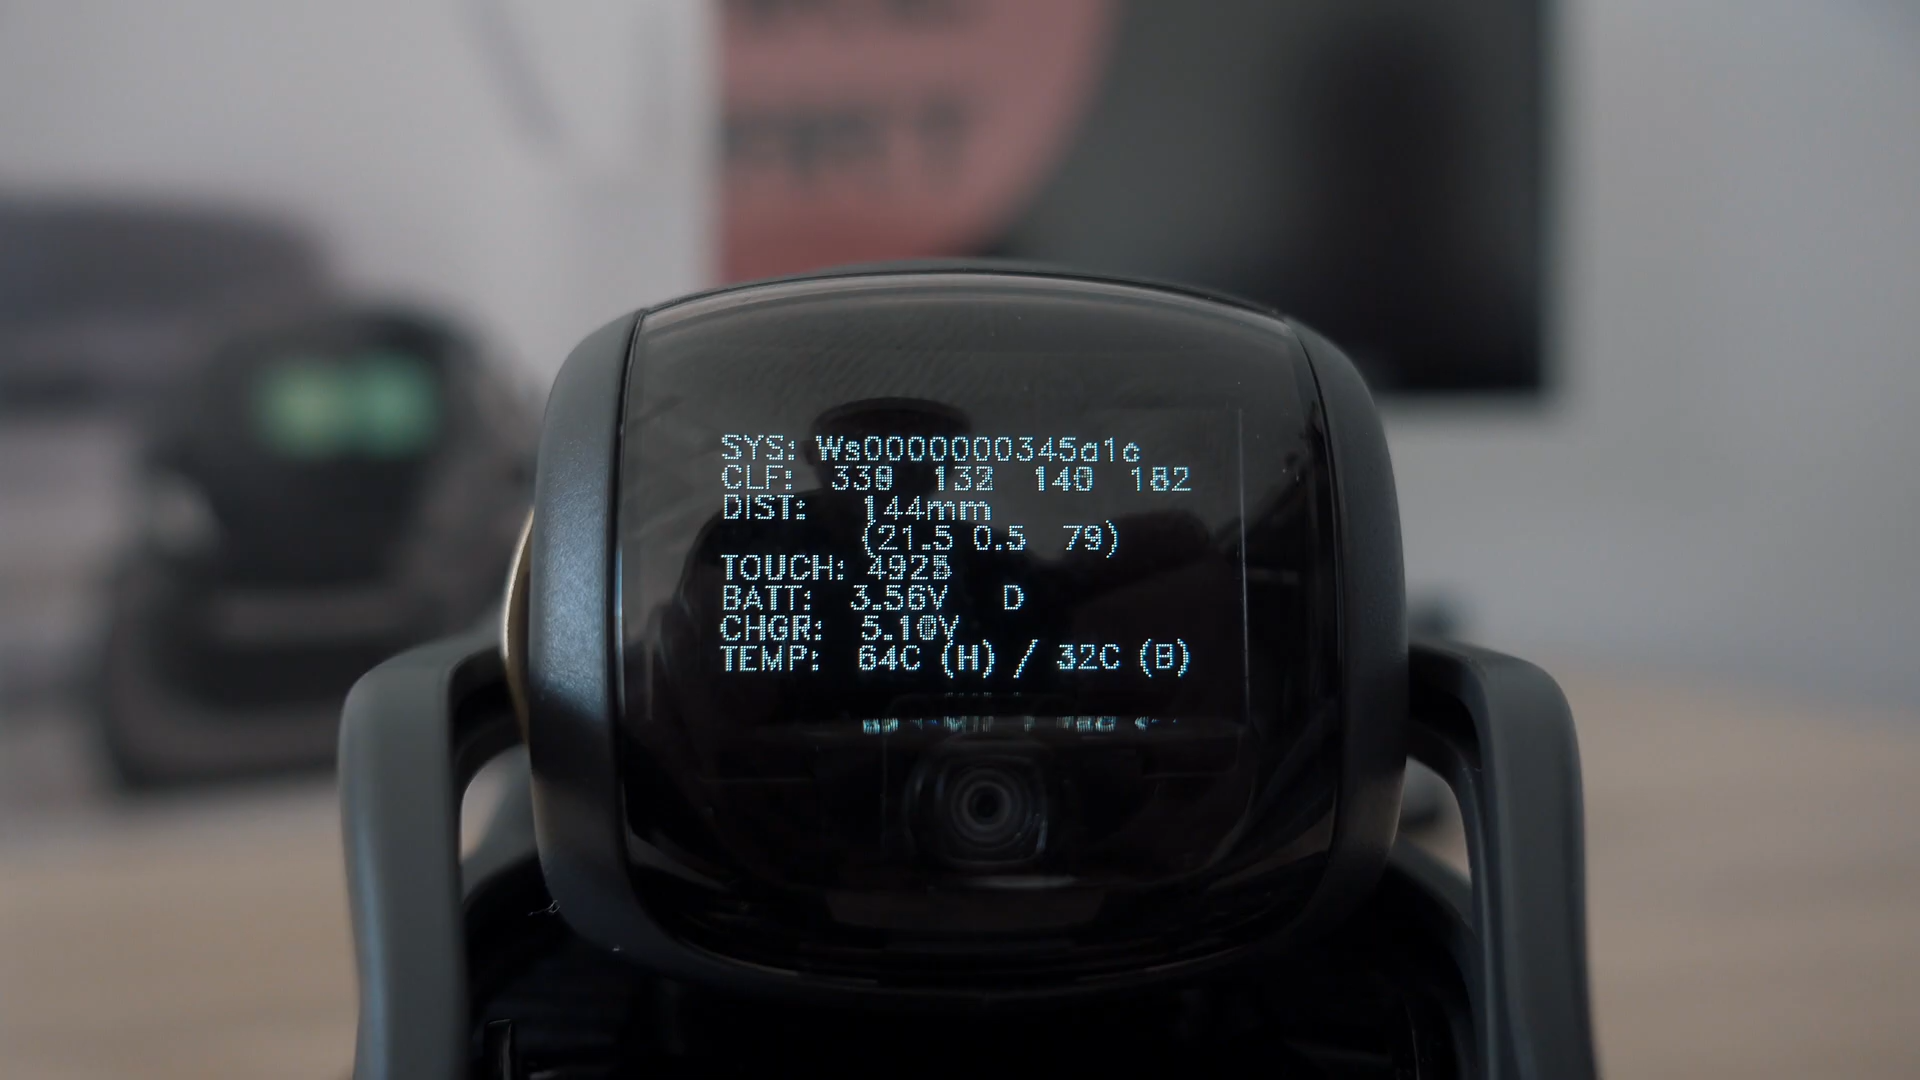 SYS: Ws0000000345a1c
CLF: 330 132 140 182
DIST: 144mm
(21.5 0.5 79)
TOUCH: 4925
BATT: 3.56V D
CHGR: 5.10V
TEMP: 64C (H) / 32C (B)